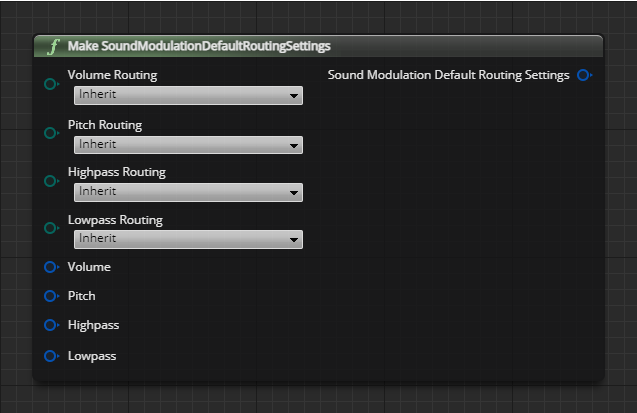 f Make SoundModulationDefaultRoutingSettings
Volume Routing
Inherit
Sound Modulation Default Routing Settings
Pitch Routing
Inherit
Highpass Routing
Inherit
Lowpass Routing
Inherit
Volume
Pitch
Highpass
Lowpass